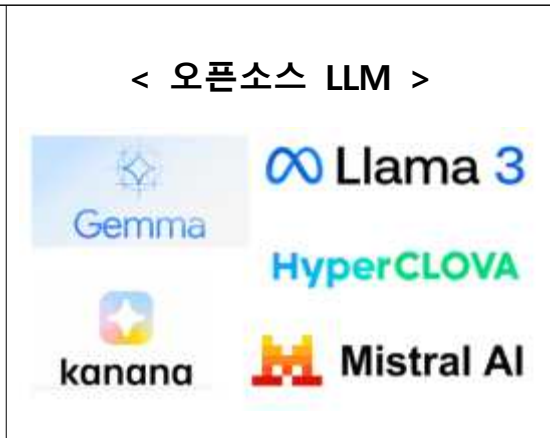 < 오픈소스 LLM >
Gemma
Llama 3
HyperCLOVA
kanana
Mistral AI